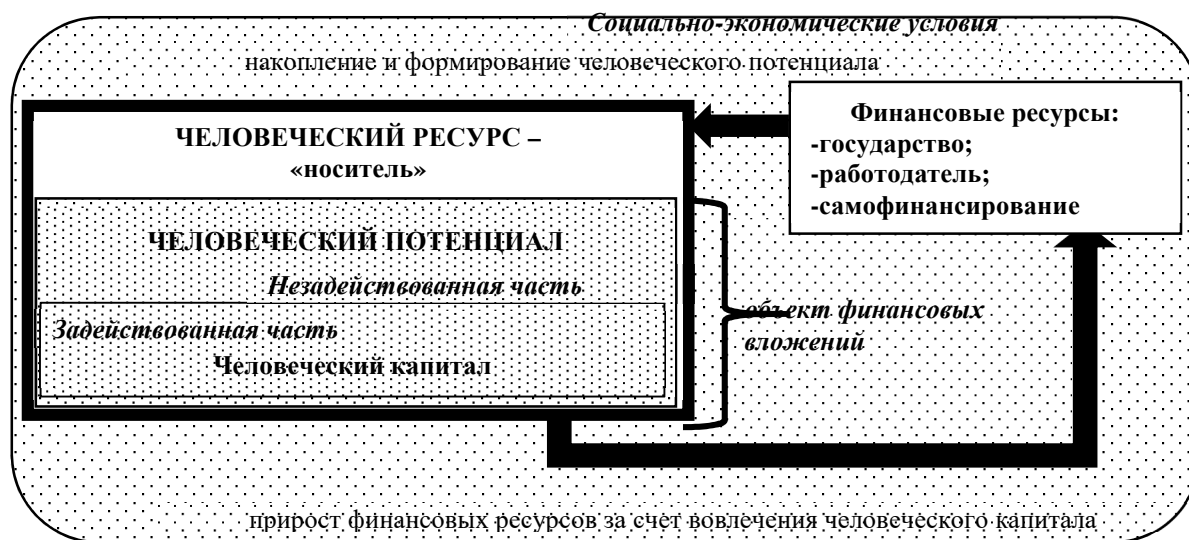 Социально-экономические условия
накопление и формирование человеческого потенциала
ЧЕЛОВЕЧЕСКИЙ РЕСУРС –
«носитель»
Финансовые ресурсы:
-государство;
-работодатель;
-самофинансирование
ЧЕЛОВЕЧЕСКИЙ ПОТЕНЦИАЛ
Незадействованная часть
Задействованная часть
Человеческий капитал
объект финансовых
вложений
прирост финансовых ресурсов за счет вовлечения человеческого капитала